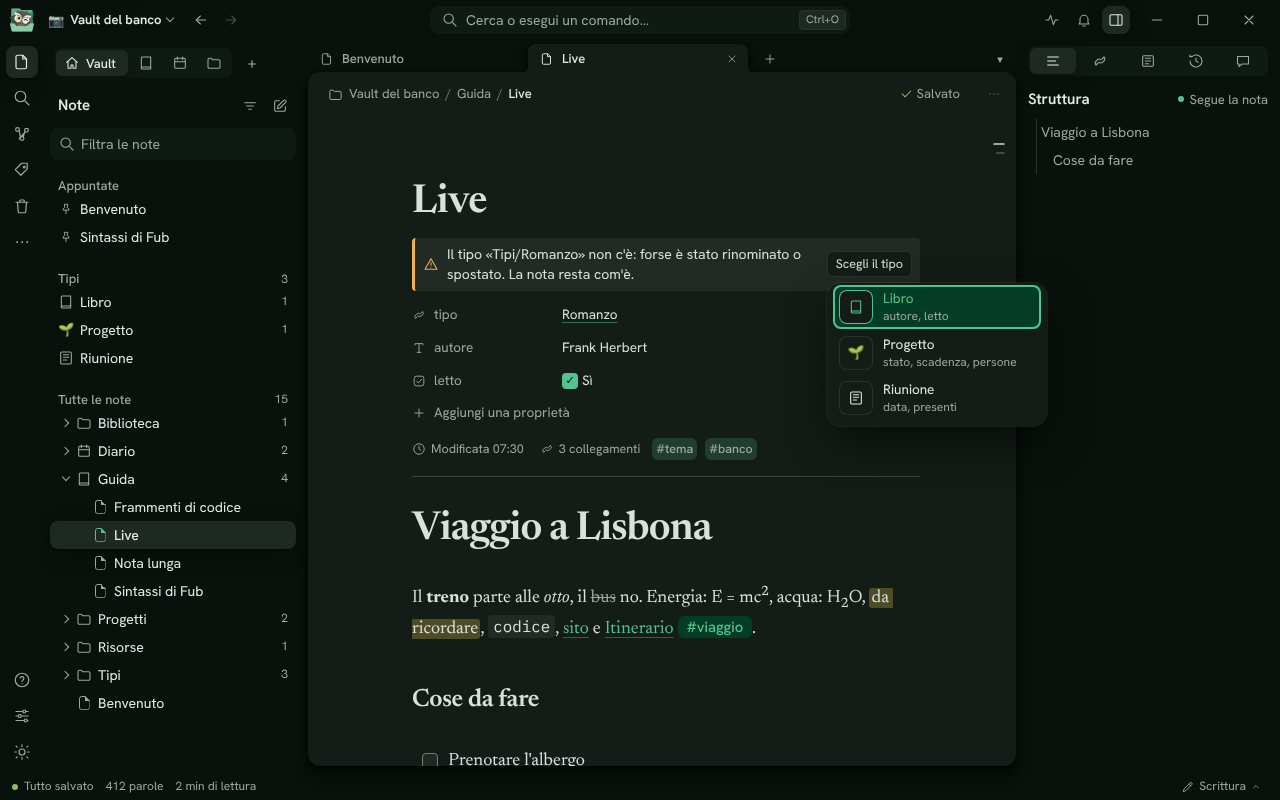 Vault del banco
Cerca o esegui un comando...
Ctrl+O
Vault
Benvenuto
Live
Note
Filtra le note
Appuntate
Benvenuto
Sintassi di Fub
Tipi 3
Libro 1
Progetto 1
Riunione
Tutte le note 15
Biblioteca 1
Diario 2
Guida 4
Frammenti di codice
Live
Nota lunga
Sintassi di Fub
Progetti 2
Risorse 1
Tipi 3
Benvenuto
Vault del banco / Guida / Live
Salvato
Live
Il tipo «Tipi/Romanzo» non c'è: forse è stato rinominato o
spostato. La nota resta com'è.
Scegli il tipo
tipo Romanzo
autore Frank Herbert
letto Sì
Aggiungi una proprietà
Modificata 07:30 3 collegamenti #tema #banco
Libro
autore, letto
Progetto
stato, scadenza, persone
Riunione
data, presenti
Viaggio a Lisbona
Il treno parte alle otto, il bus no. Energia: E = mc², acqua: H₂O, da
ricordare, codice, sito e Itinerario #viaggio.
Cose da fare
Prenotare l'albergo
Struttura
Segue la nota
Viaggio a Lisbona
Cose da fare
Tutto salvato 412 parole 2 min di lettura
Scrittura